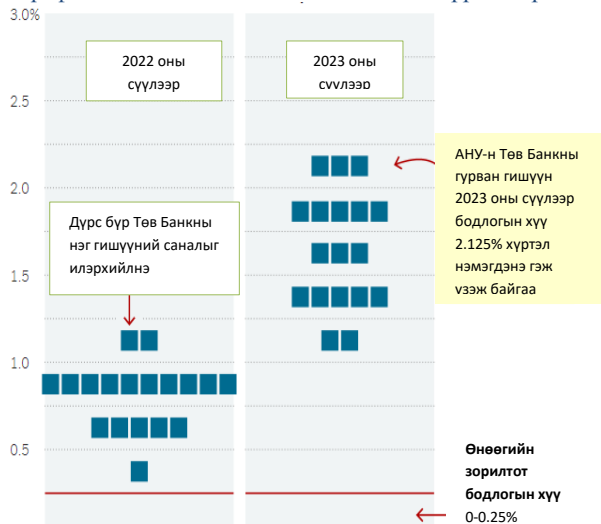 3.0%
2022 оны
сүүлээр
2023 оны
сүүлээр
2.5
2.0
1.5
1.0
0.5
Дүрс бүр Төв Банкны
нэг гишүүний саналыг
илэрхийлнэ
АНУ-н Төв Банкны
гурван гишүүн
2023 оны сүүлээр
бодлогын хүү
2.125% хүртэл
нэмэгдэнэ гэж
үзэж байгаа
Өнөөгийн
зорилтот
бодлогын хүү
0-0.25%